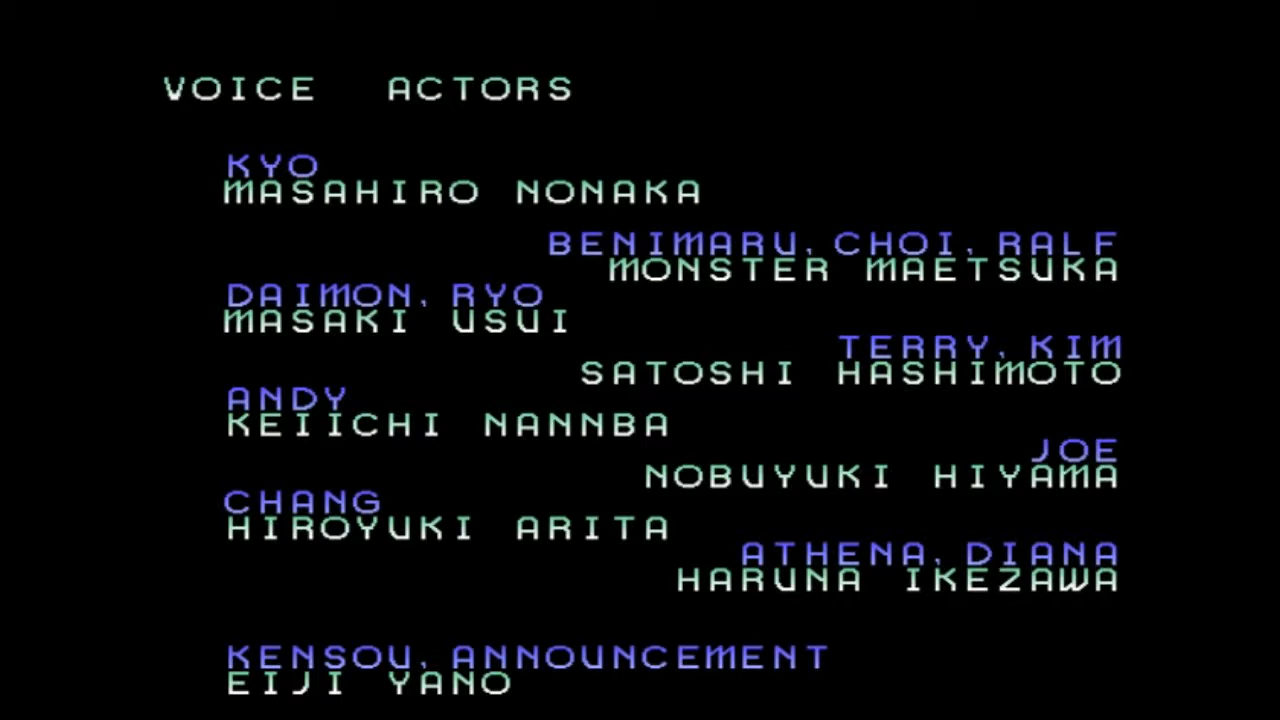 VOICE ACTORS
KYO
MASAHIRO NONAKA
BENIMARU, CHOI, RALF
MONSTER MAETSUKA
DAIMON, RYO
MASAKI USUI
TERRY, KIM
SATOSHI HASHIMOTO
ANDY
KEIICHI NANNBA
JOE
NOBUYUKI HIYAMA
CHANG
HIROYUKI ARITA
ATHENA, DIANA
HARUNA IKEZAWA
KENSOU, ANNOUNCEMENT
EIJI YANO